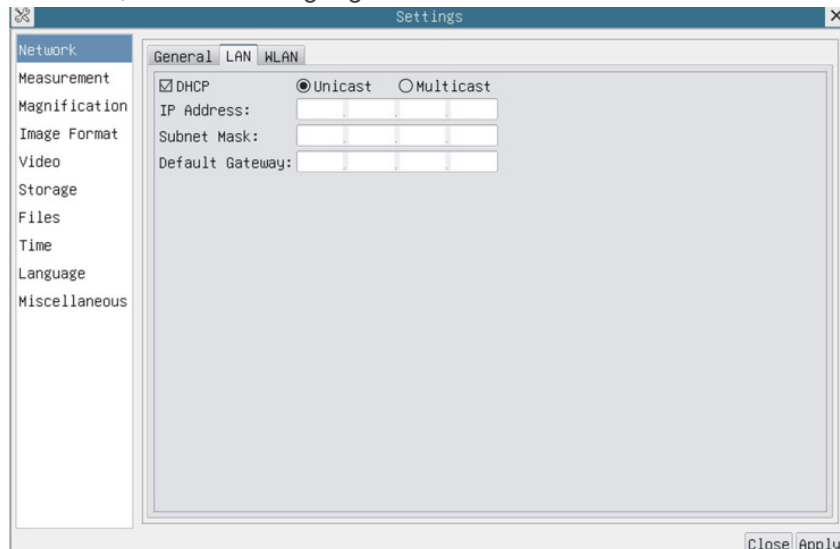 Settings
Network
Measurement
Magnification
Image Format
Video
Storage
Files
Time
Language
Miscellaneous
General LAN WLAN
DHCP Unicast Multicast
IP Address:
Subnet Mask:
Default Gateway:
Close Apply